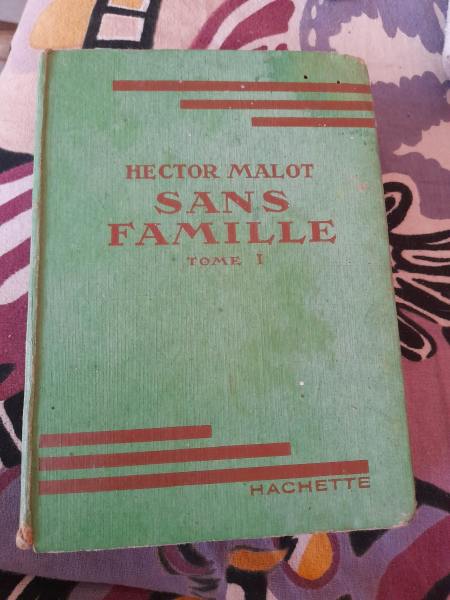 HECTOR MALOT
SANS
FAMILLE
TOME I
HACHETTE